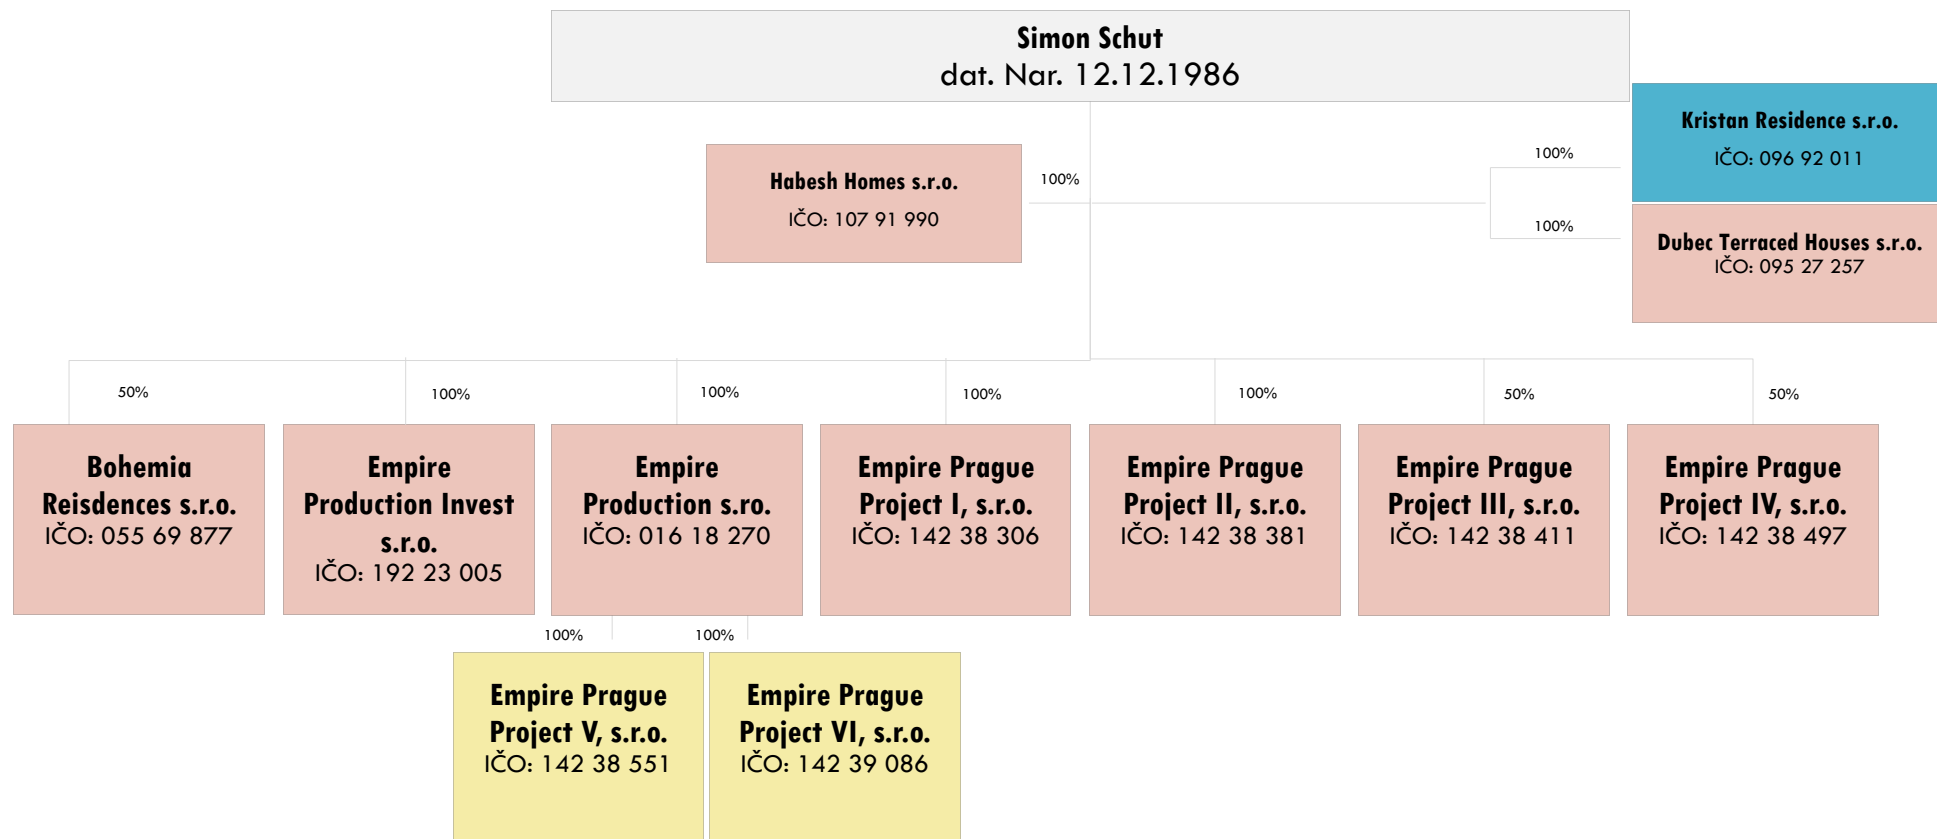 Simon Schut
dat. Nar. 12.12.1986
Kristan Residence s.r.o.
IČO: 096 92 011
100%
Habesh Homes s.r.o.
IČO: 107 91 990
100%
100%
Dubec Terraced Houses s.r.o.
IČO: 095 27 257
50%
100%
100%
100%
100%
50%
50%
Bohemia
Reisdences s.r.o.
IČO: 055 69 877
Empire
Production Invest
s.r.o.
IČO: 192 23 005
Empire
Production s.ro.
IČO: 016 18 270
Empire Prague
Project I, s.r.o.
IČO: 142 38 306
Empire Prague
Project II, s.r.o.
IČO: 142 38 381
Empire Prague
Project III, s.r.o.
IČO: 142 38 411
Empire Prague
Project IV, s.r.o.
IČO: 142 38 497
100%
100%
Empire Prague
Project V, s.r.o.
IČO: 142 38 551
Empire Prague
Project VI, s.r.o.
IČO: 142 39 086